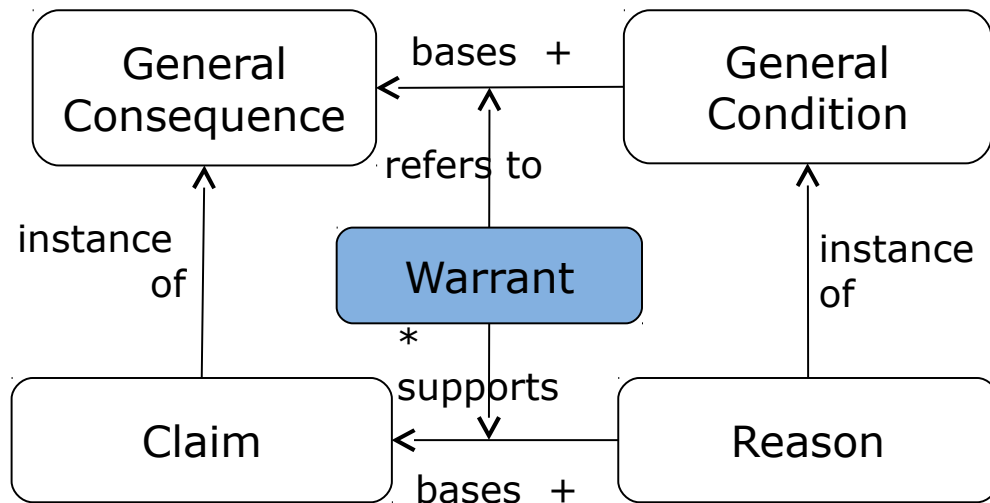 General
Consequence
bases +
General
Condition
refers to
instance
of
Warrant
instance
of
*
supports
Claim
Reason
bases +